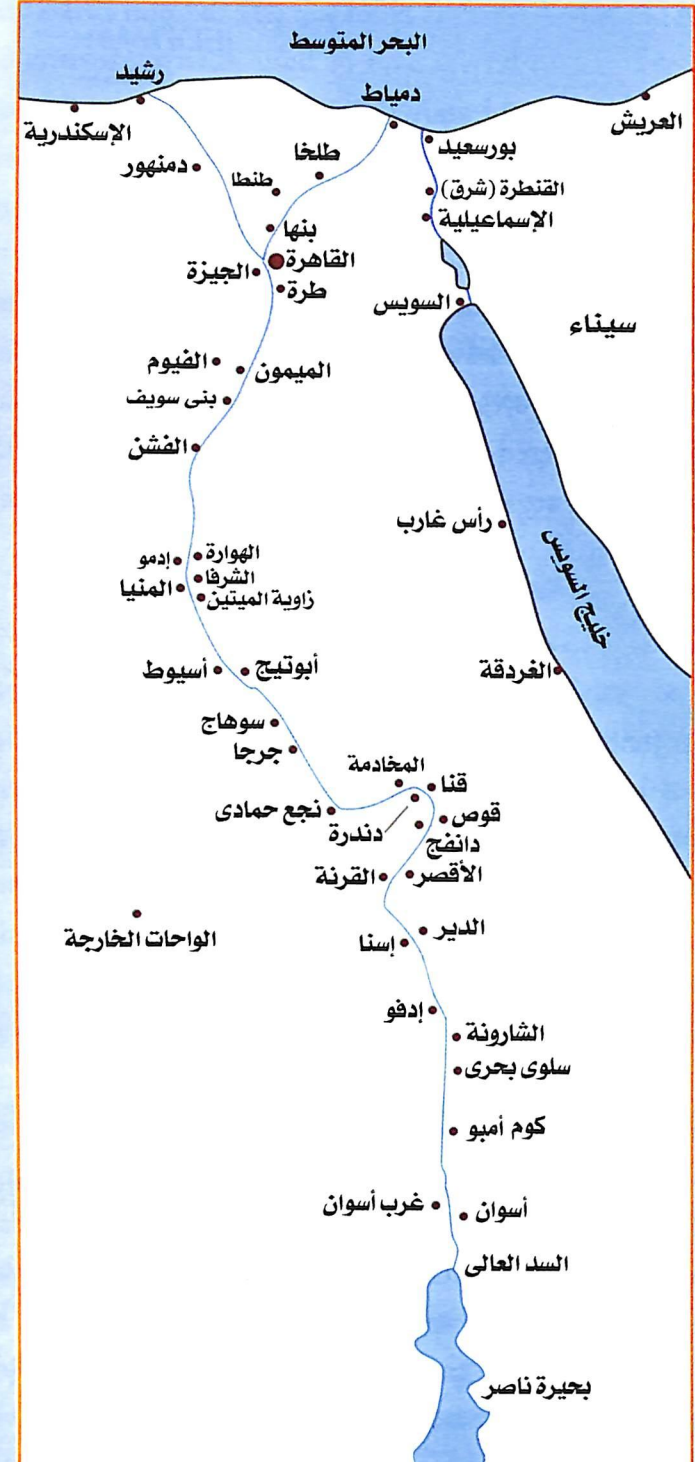 البحر المتوسط
رشيد
دمياط
العريش
الإسكندرية
بورسعيد
طلخا
دمنهور
طنطا
القنطرة (شرق)
الإسماعيلية
بنها
القاهرة
الجيزة
طرة
السويس
سيناء
الفيوم
الميمون
بنى سويف
الفشن
رأس غارب
خليج السويس
الهوارة
إدمو
الشرفا
المنيا
زاوية الميتين
أبوتيج
أسيوط
الغردقة
سوهاج
جرجا
المخادمة
قنا
نجع حمادى
قوص
دندرة
دانفج
الأقصر
القرنة
الدير
الواحات الخارجة
إسنا
إدفو
الشارونة
سلوى بحرى
كوم أمبو
غرب أسوان
أسوان
السد العالى
بحيرة ناصر